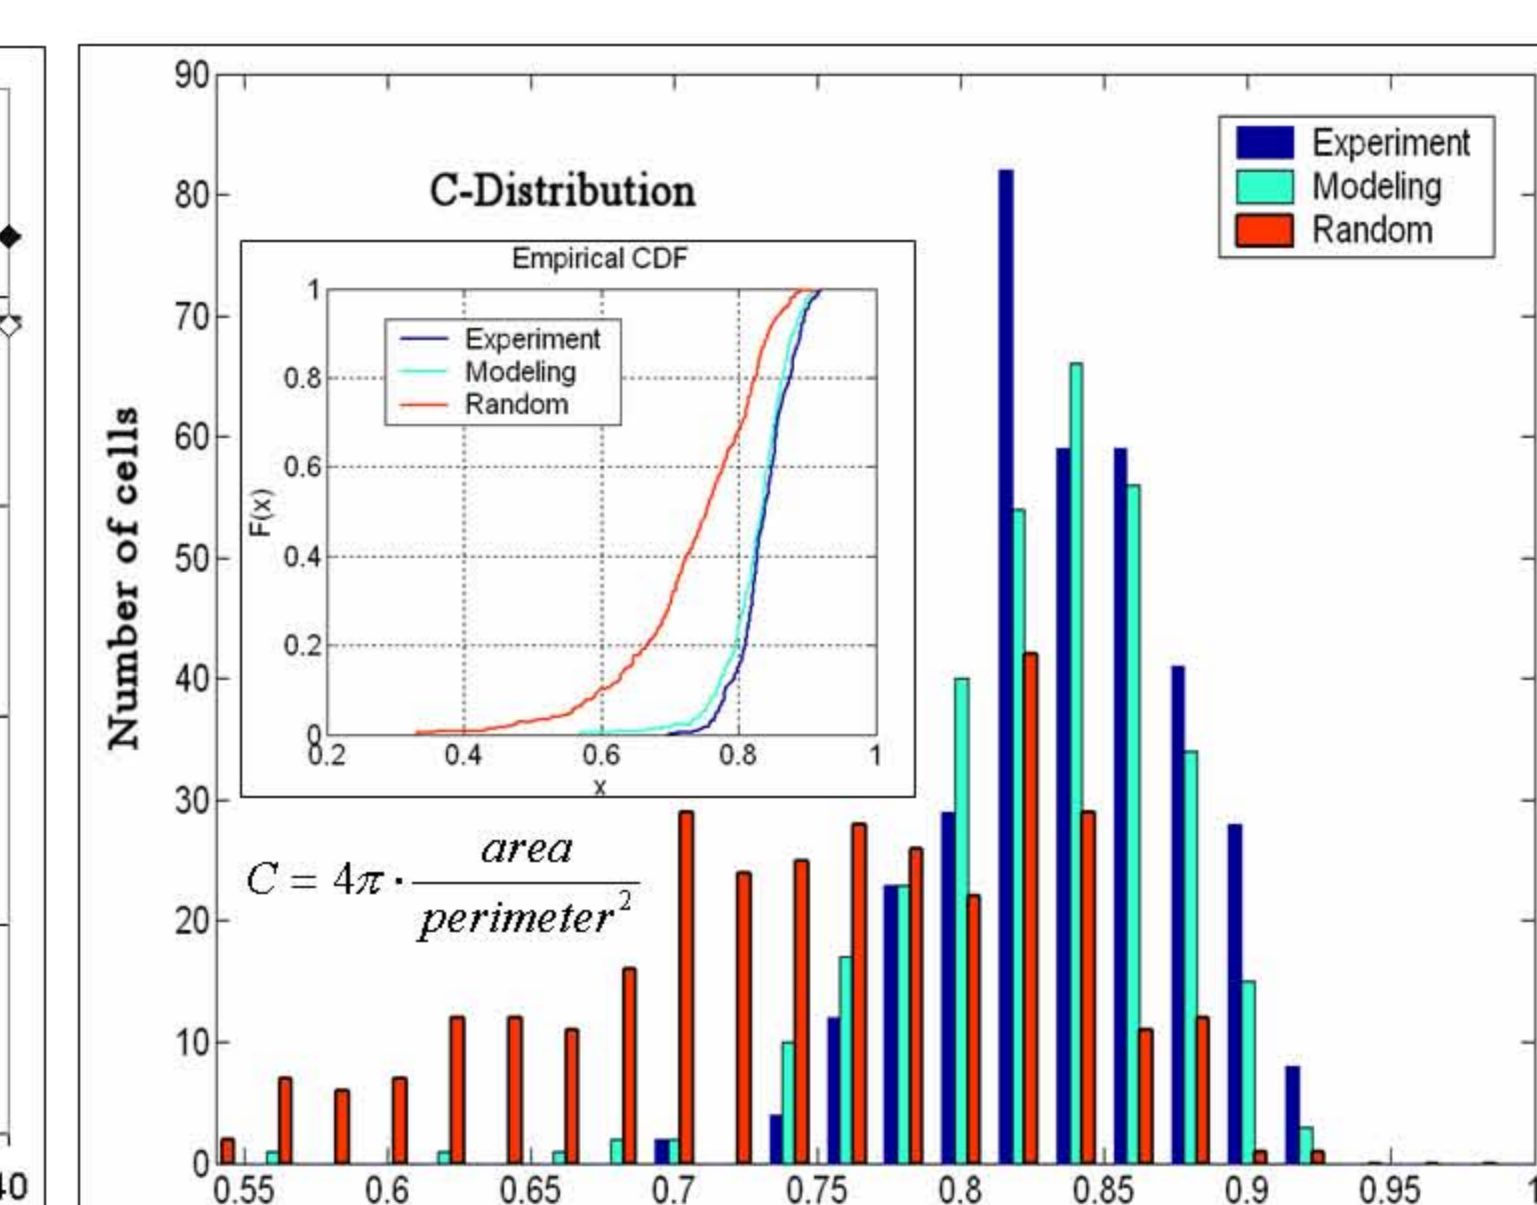 90
80
70
60
50
40
30
20
10
0
Number of cells
C-Distribution
Experiment
Modeling
Random
Empirical CDF
Experiment
Modeling
Random
1
0.8
0.6
0.4
0.2
0
F(x)
0.2 0.4 0.6 0.8 1
x
C = 4π · area / perimeter²
0.55 0.6 0.65 0.7 0.75 0.8 0.85 0.9 0.95 1
40